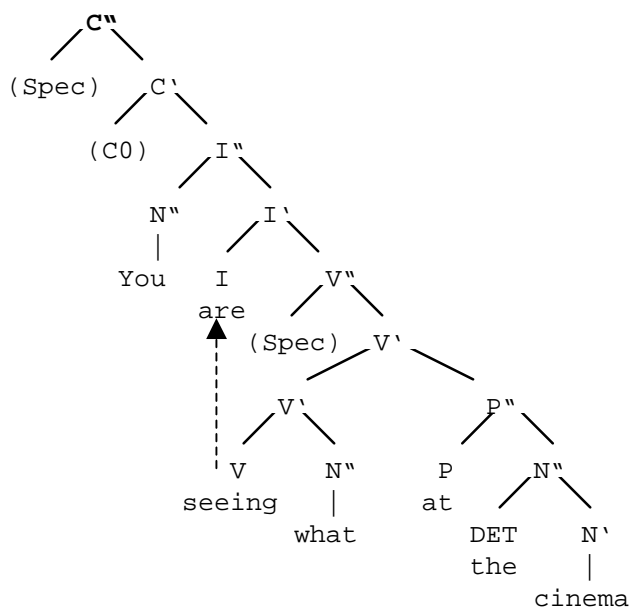 C‟
(Spec) C‛
(C0) I‟
N‟ I‛
You I V‟
are
(Spec) V‛
V‛ P‟
V N‟ P N‟
seeing at
what DET N‛
the
cinema